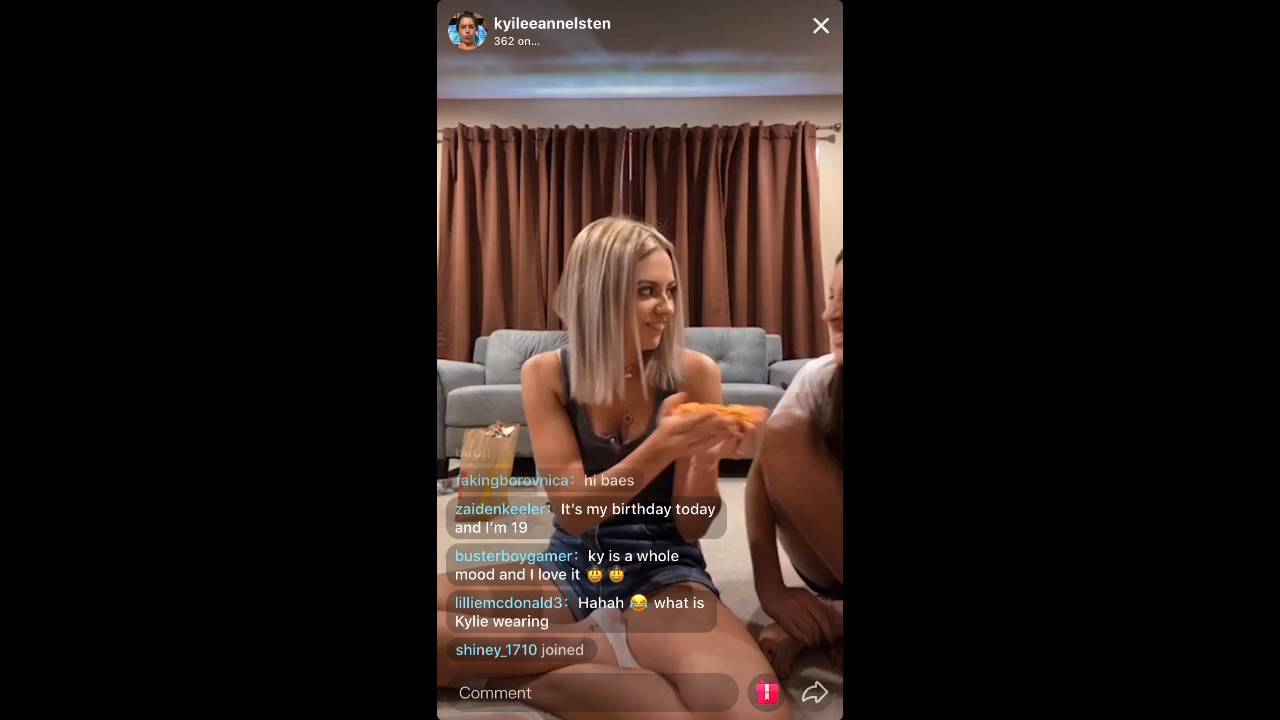 kyileeannelsten
362 on...
bad!!
fakingborovnica: hi baes
zaidenkeeler: It's my birthday today
and I'm 19
busterboygamer: ky is a whole
mood and I love it 🤠 🤠
lilliemcdonald3: Hahah 😂 what is
Kylie wearing
shiney_1710 joined
Comment